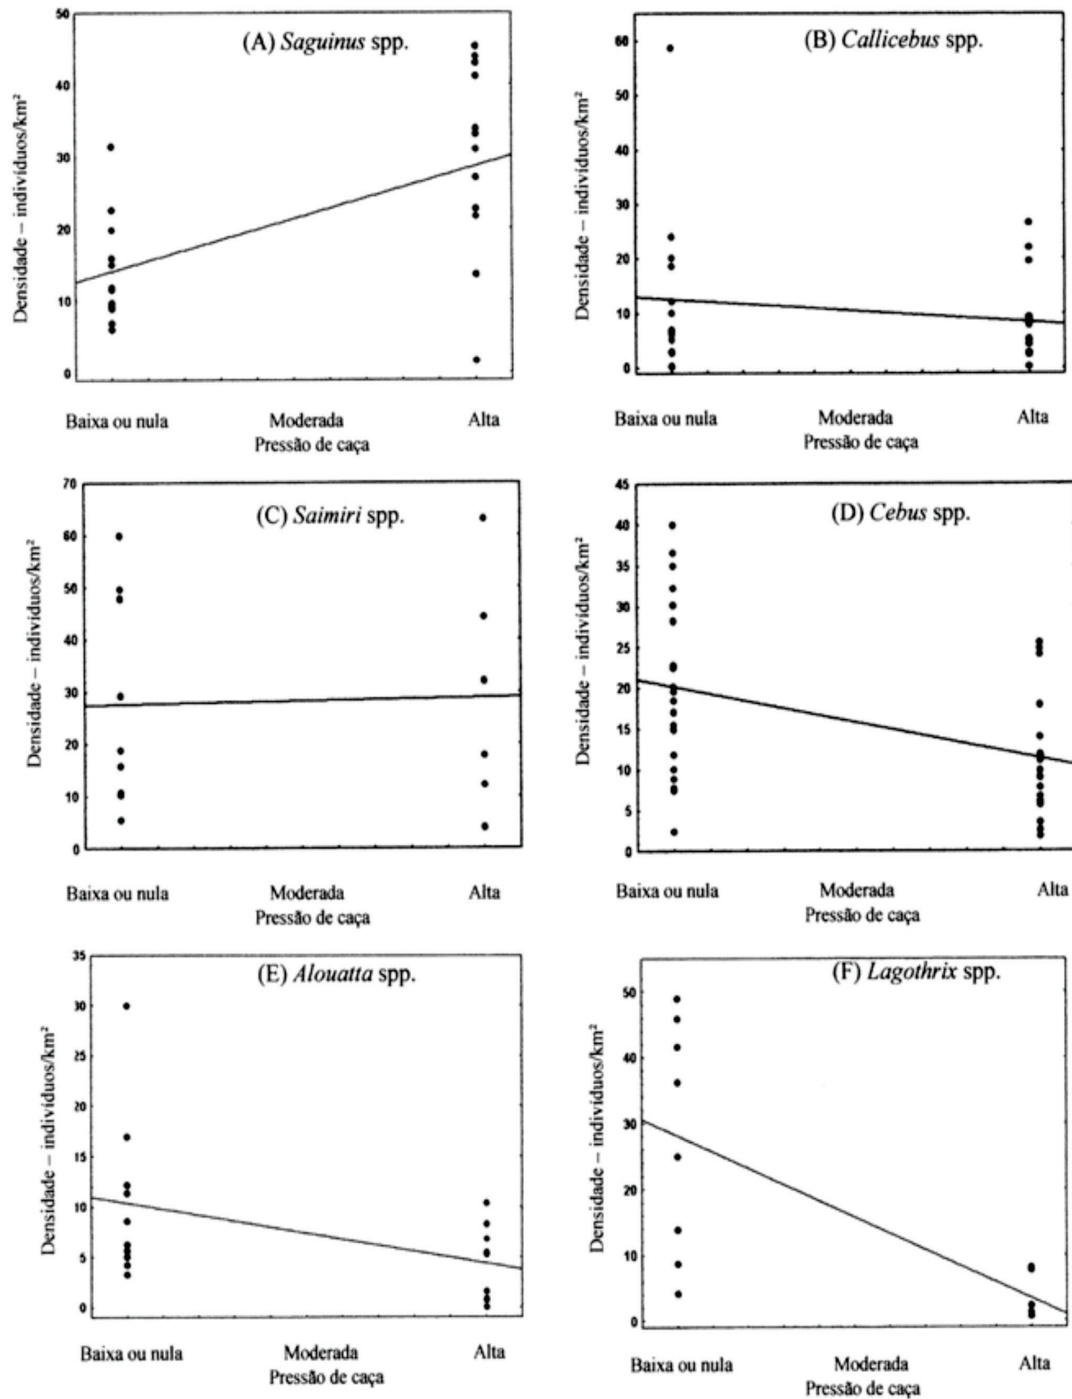 (A) Saguinus spp.
Densidade – indivíduos/km²
50
40
30
20
10
0
Baixa ou nula Moderada Alta
Pressão de caça
(B) Callicebus spp.
Densidade – indivíduos/km²
60
50
40
30
20
10
0
Baixa ou nula Moderada Alta
Pressão de caça
(C) Saimiri spp.
Densidade – indivíduos/km²
70
60
50
40
30
20
10
0
Baixa ou nula Moderada Alta
Pressão de caça
(D) Cebus spp.
Densidade – indivíduos/km²
45
40
35
30
25
20
15
10
5
0
Baixa ou nula Moderada Alta
Pressão de caça
(E) Alouatta spp.
Densidade – indivíduos/km²
35
30
25
20
15
10
5
0
Baixa ou nula Moderada Alta
Pressão de caça
(F) Lagothrix spp.
Densidade – indivíduos/km²
50
40
30
20
10
0
Baixa ou nula Moderada Alta
Pressão de caça